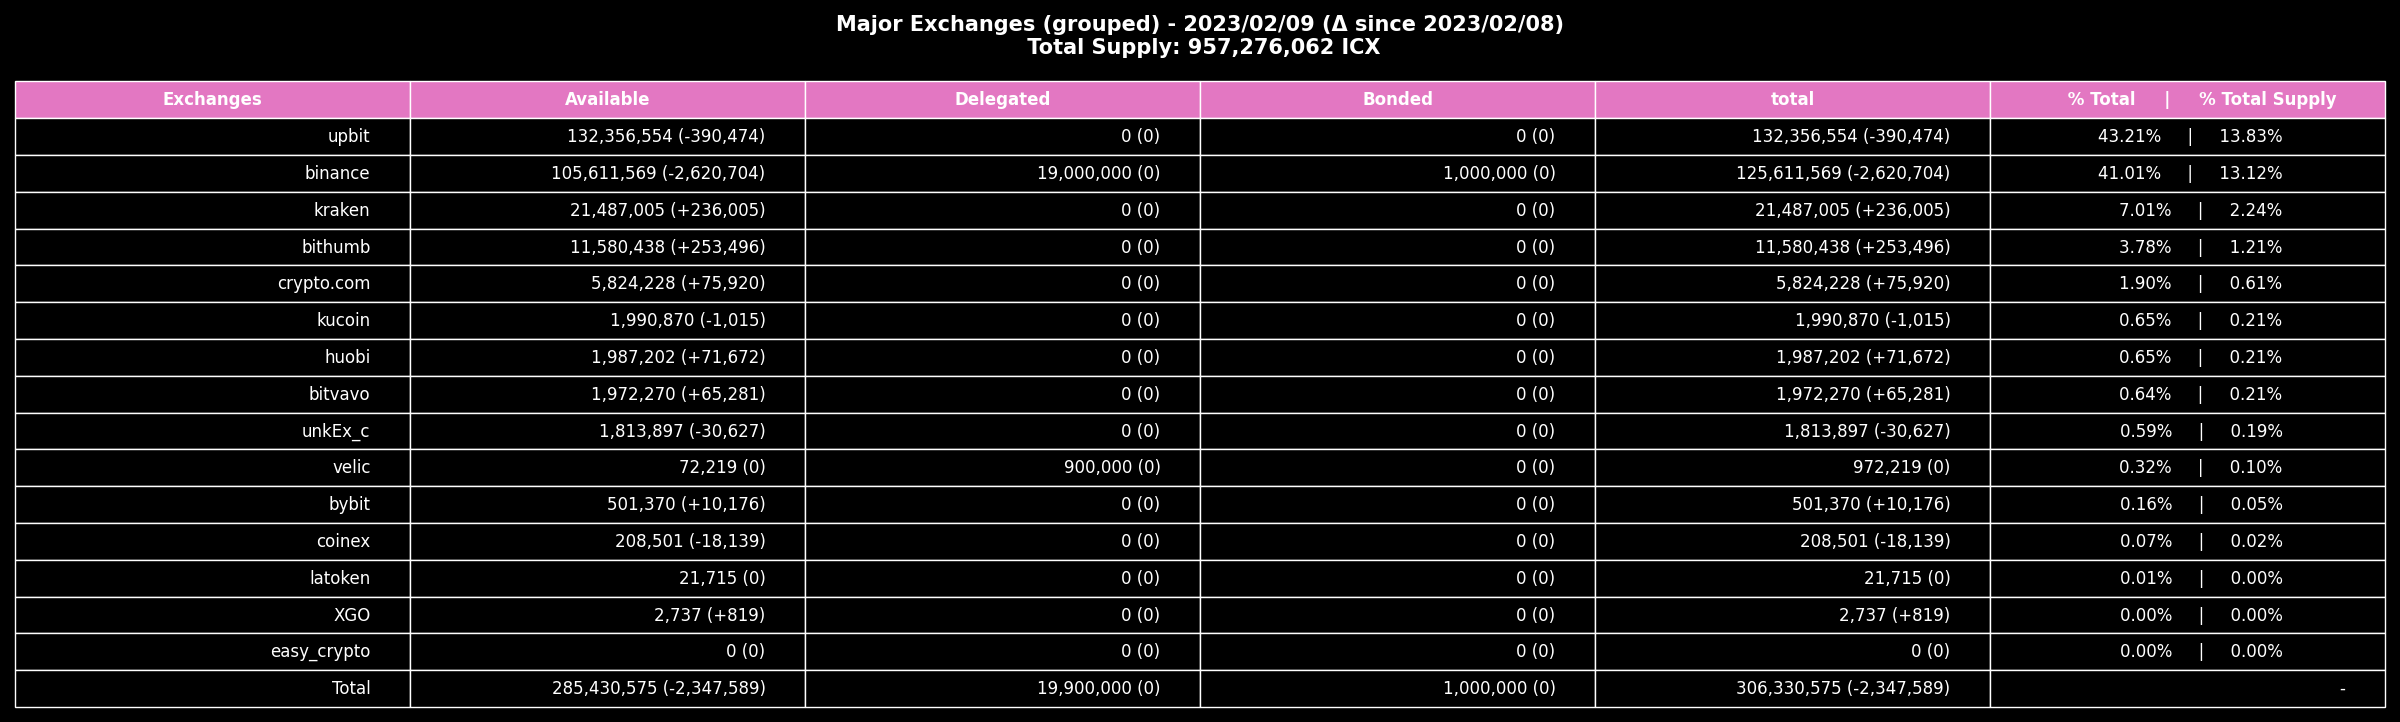 Major Exchanges (grouped) - 2023/02/09 (Δ since 2023/02/08)
Total Supply: 957,276,062 ICX
Exchanges Available Delegated Bonded total % Total | % Total Supply
upbit 132,356,554 (-390,474) 0 (0) 0 (0) 132,356,554 (-390,474) 43.21% | 13.83%
binance 105,611,569 (-2,620,704) 19,000,000 (0) 1,000,000 (0) 125,611,569 (-2,620,704) 41.01% | 13.12%
kraken 21,487,005 (+236,005) 0 (0) 0 (0) 21,487,005 (+236,005) 7.01% | 2.24%
bithumb 11,580,438 (+253,496) 0 (0) 0 (0) 11,580,438 (+253,496) 3.78% | 1.21%
crypto.com 5,824,228 (+75,920) 0 (0) 0 (0) 5,824,228 (+75,920) 1.90% | 0.61%
kucoin 1,990,870 (-1,015) 0 (0) 0 (0) 1,990,870 (-1,015) 0.65% | 0.21%
huobi 1,987,202 (+71,672) 0 (0) 0 (0) 1,987,202 (+71,672) 0.65% | 0.21%
bitvavo 1,972,270 (+65,281) 0 (0) 0 (0) 1,972,270 (+65,281) 0.64% | 0.21%
unkEx_c 1,813,897 (-30,627) 0 (0) 0 (0) 1,813,897 (-30,627) 0.59% | 0.19%
velic 72,219 (0) 900,000 (0) 0 (0) 972,219 (0) 0.32% | 0.10%
bybit 501,370 (+10,176) 0 (0) 0 (0) 501,370 (+10,176) 0.16% | 0.05%
coinex 208,501 (-18,139) 0 (0) 0 (0) 208,501 (-18,139) 0.07% | 0.02%
latoken 21,715 (0) 0 (0) 0 (0) 21,715 (0) 0.01% | 0.00%
XGO 2,737 (+819) 0 (0) 0 (0) 2,737 (+819) 0.00% | 0.00%
easy_crypto 0 (0) 0 (0) 0 (0) 0 (0) 0.00% | 0.00%
Total 285,430,575 (-2,347,589) 19,900,000 (0) 1,000,000 (0) 306,330,575 (-2,347,589) -